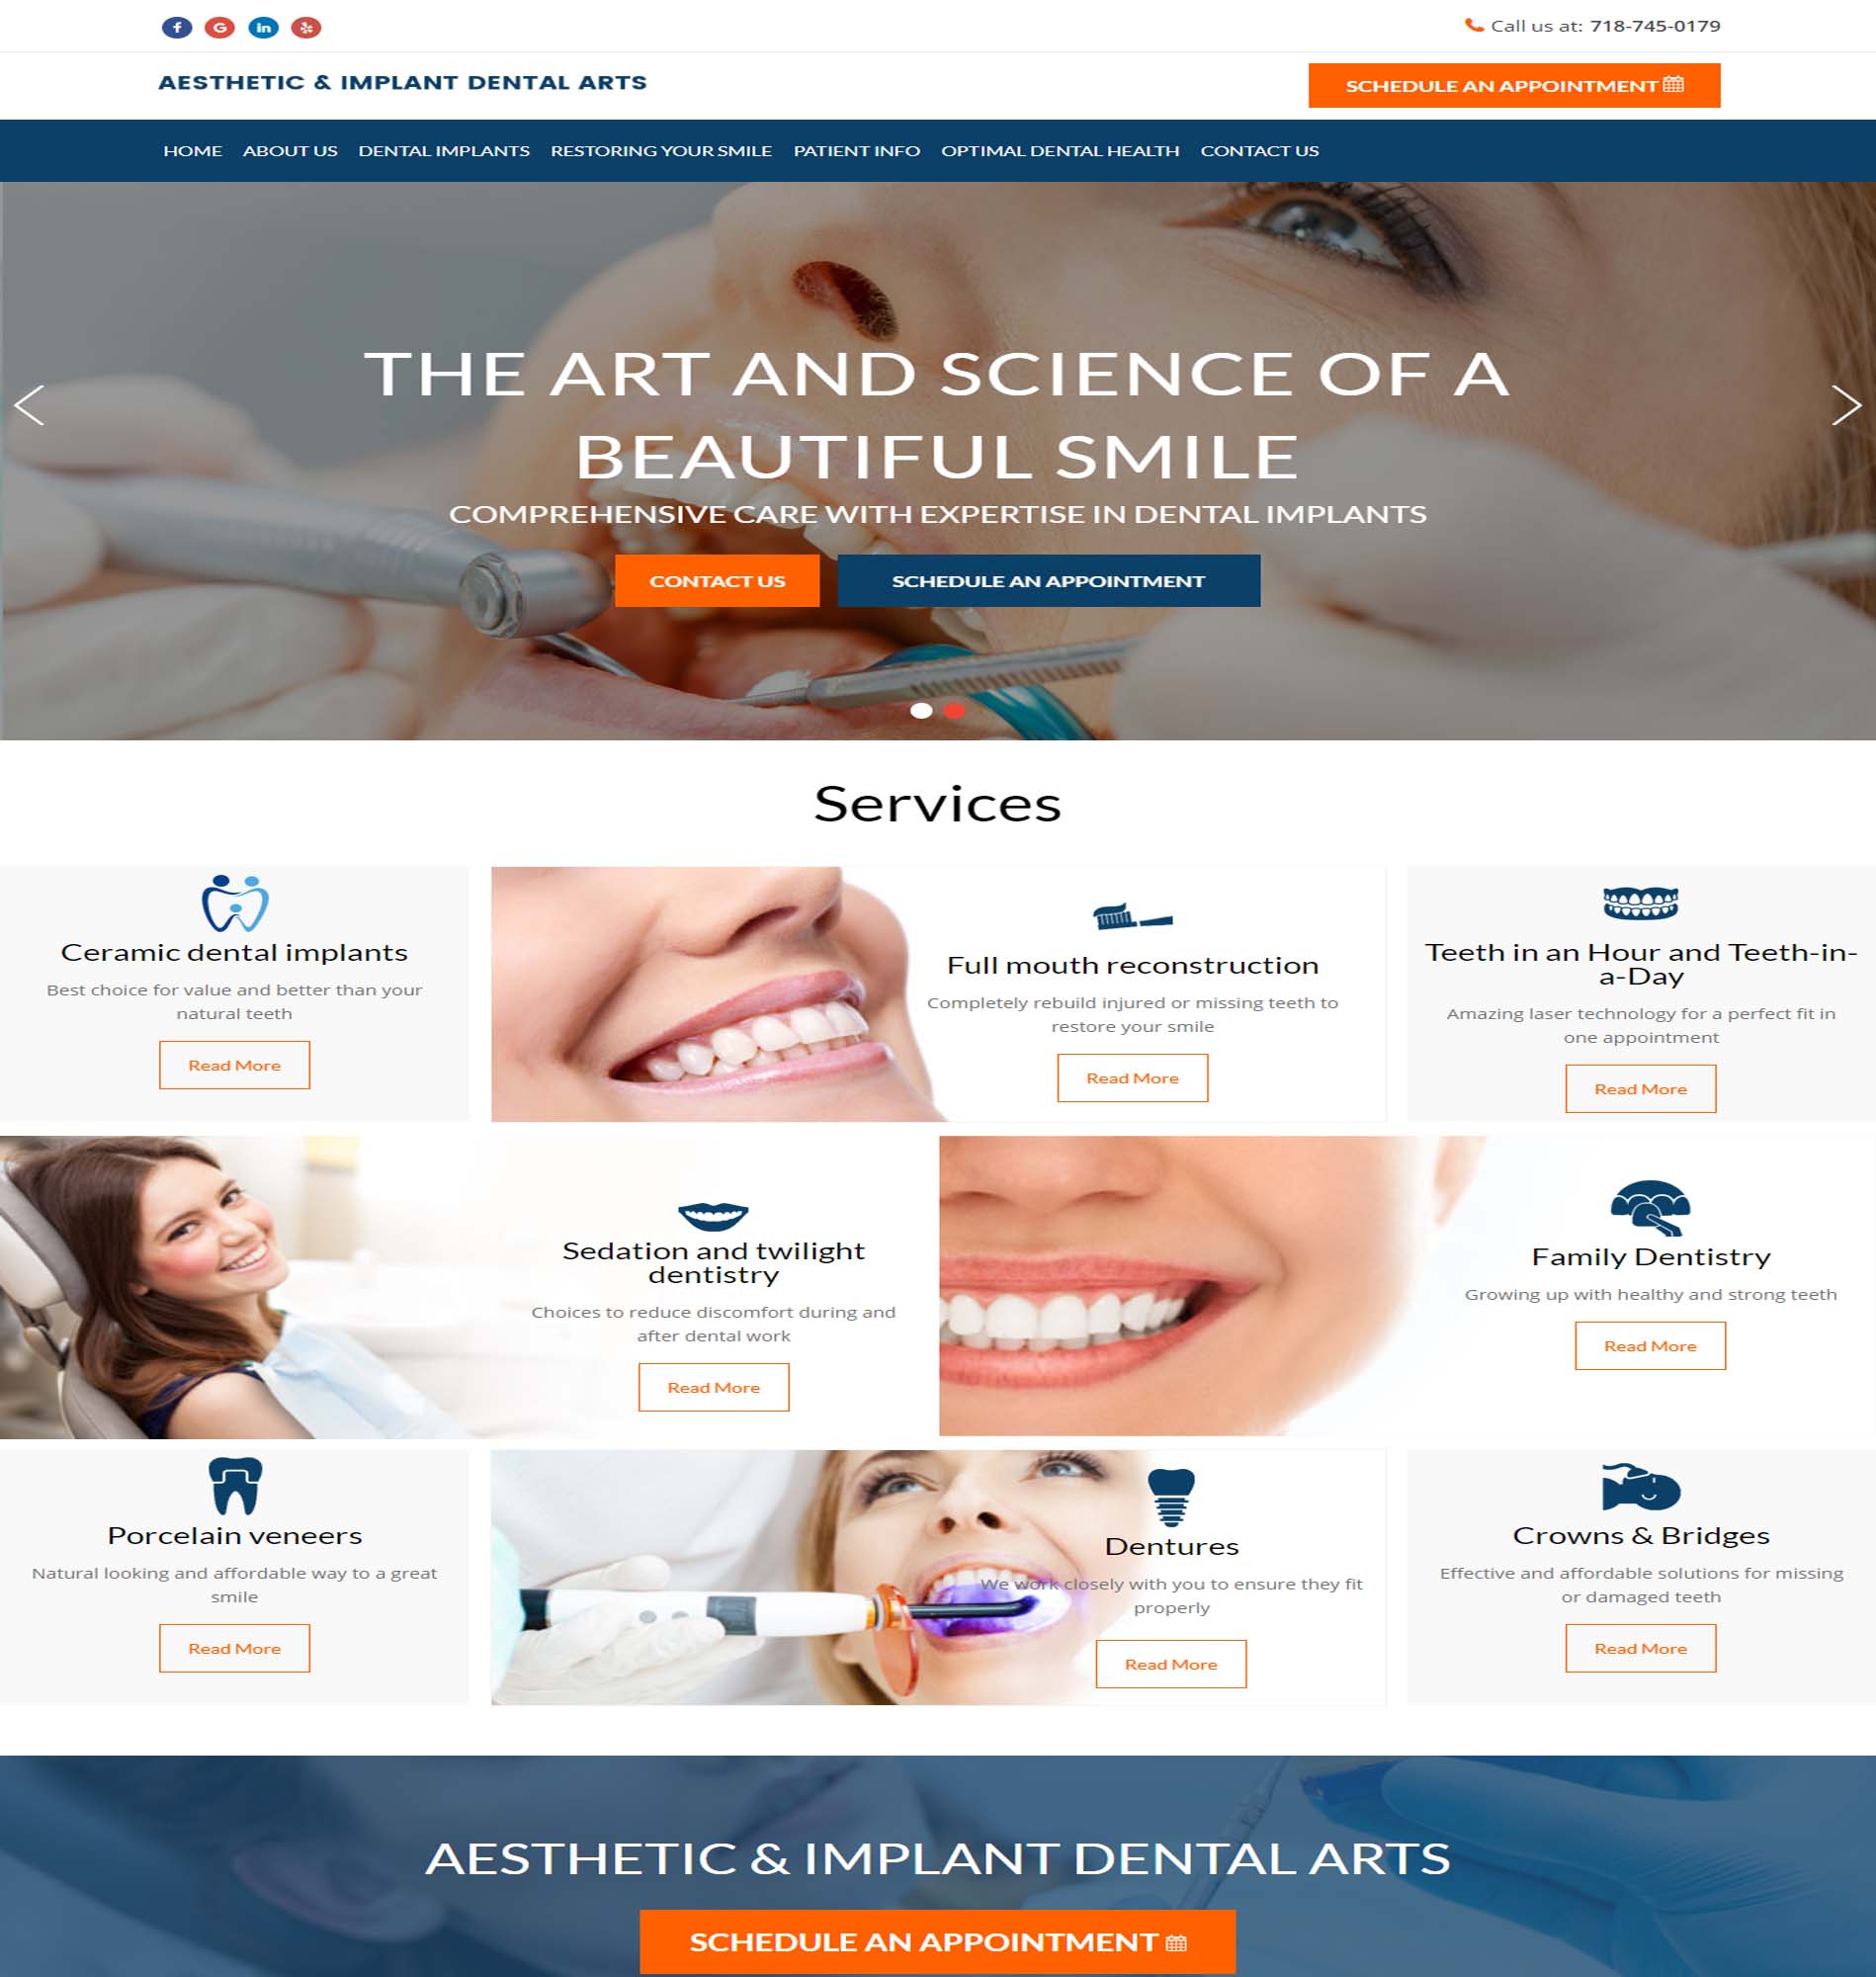 Call us at: 718-745-0179
AESTHETIC & IMPLANT DENTAL ARTS
SCHEDULE AN APPOINTMENT
HOME ABOUT US DENTAL IMPLANTS RESTORING YOUR SMILE PATIENT INFO OPTIMAL DENTAL HEALTH CONTACT US
THE ART AND SCIENCE OF A
BEAUTIFUL SMILE
COMPREHENSIVE CARE WITH EXPERTISE IN DENTAL IMPLANTS
CONTACT US
SCHEDULE AN APPOINTMENT
Services
Ceramic dental implants
Best choice for value and better than your
natural teeth
Read More
Full mouth reconstruction
Completely rebuild injured or missing teeth to
restore your smile
Read More
Teeth in an Hour and Teeth-in-
a-Day
Amazing laser technology for a perfect fit in
one appointment
Read More
Sedation and twilight
dentistry
Choices to reduce discomfort during and
after dental work
Read More
Family Dentistry
Growing up with healthy and strong teeth
Read More
Porcelain veneers
Natural looking and affordable way to a great
smile
Read More
Dentures
We work closely with you to ensure they fit
properly
Read More
Crowns & Bridges
Effective and affordable solutions for missing
or damaged teeth
Read More
AESTHETIC & IMPLANT DENTAL ARTS
SCHEDULE AN APPOINTMENT